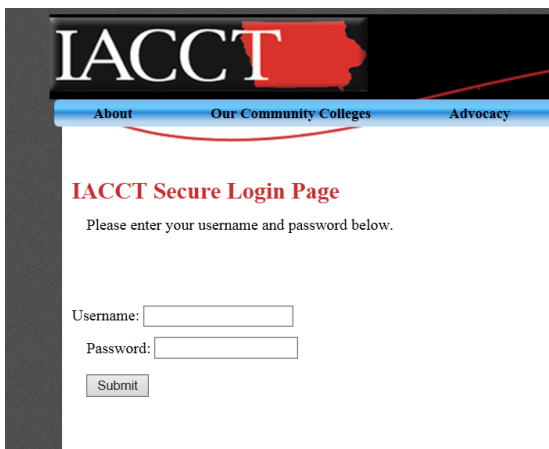 IACCT
About Our Community Colleges Advocacy
IACCT Secure Login Page
Please enter your username and password below.
Username:
Password:
Submit